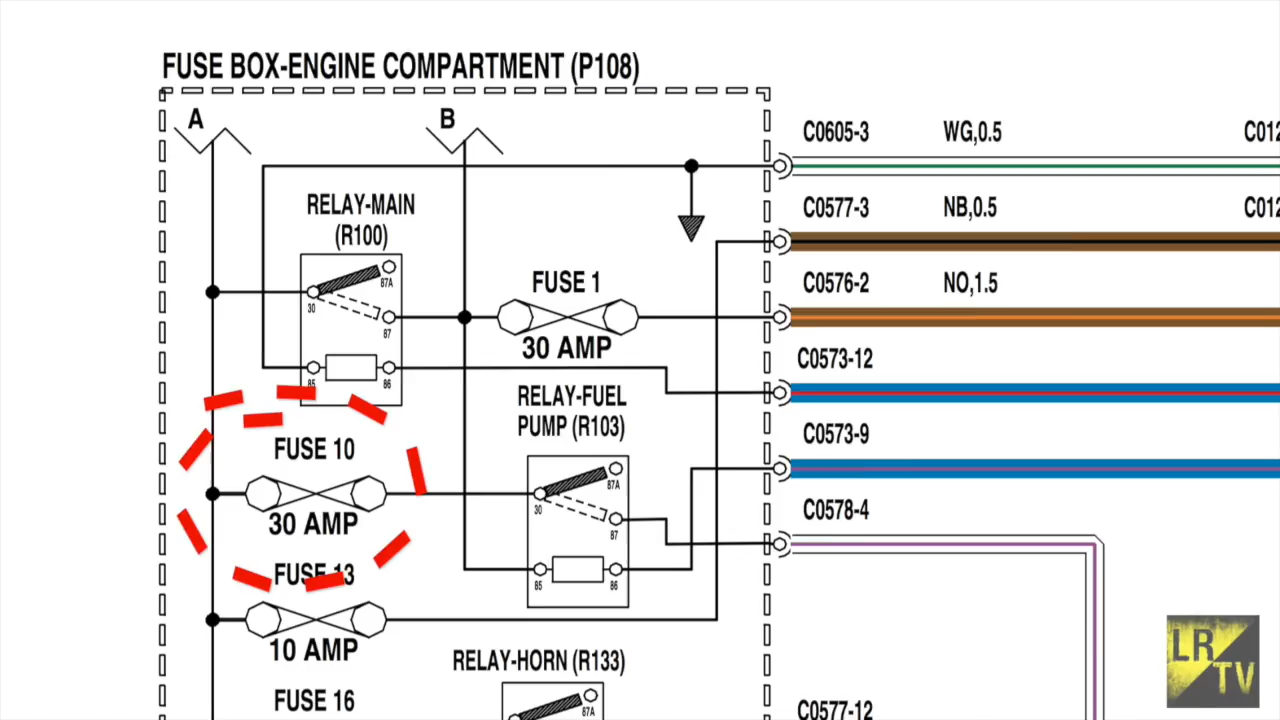 FUSE BOX-ENGINE COMPARTMENT (P108)
A
B
C0605-3 WG,0.5 C012
C0577-3 NB,0.5 C012
C0576-2 NO,1.5
C0573-12
C0573-9
C0578-4
C0577-12
RELAY-MAIN
(R100)
87A
30
87
85
86
FUSE 1
30 AMP
RELAY-FUEL
PUMP (R103)
87A
30
87
85
86
FUSE 10
30 AMP
FUSE 13
10 AMP
FUSE 16
RELAY-HORN (R133)
87A
LR
TV